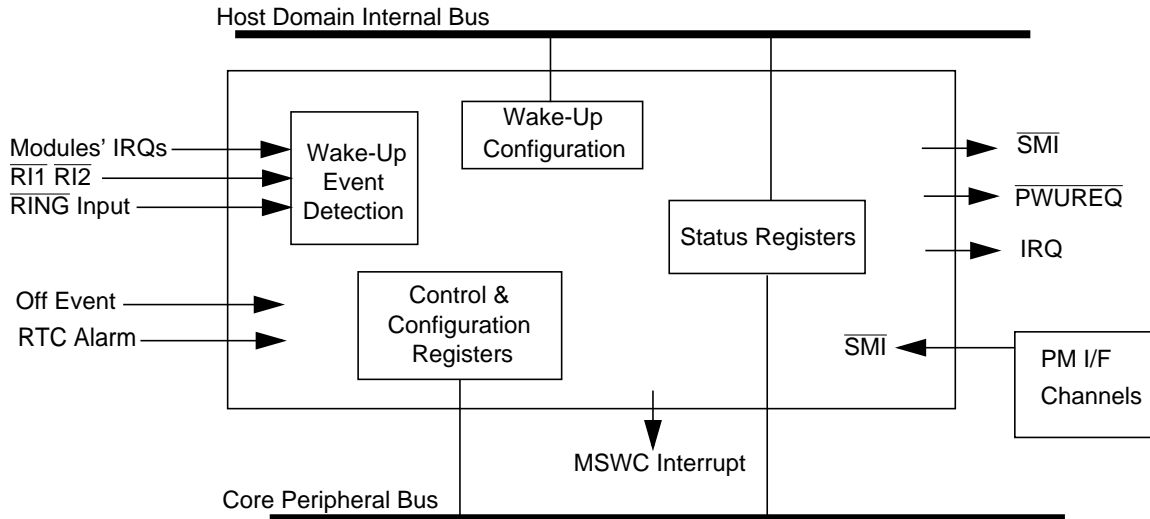 Host Domain Internal Bus
Wake-Up
Configuration
Modules’ IRQs
RI1 RI2
RING Input
Wake-Up
Event
Detection
SMI
PWUREQ
IRQ
Status Registers
Off Event
RTC Alarm
Control &
Configuration
Registers
SMI
PM I/F
Channels
MSWC Interrupt
Core Peripheral Bus